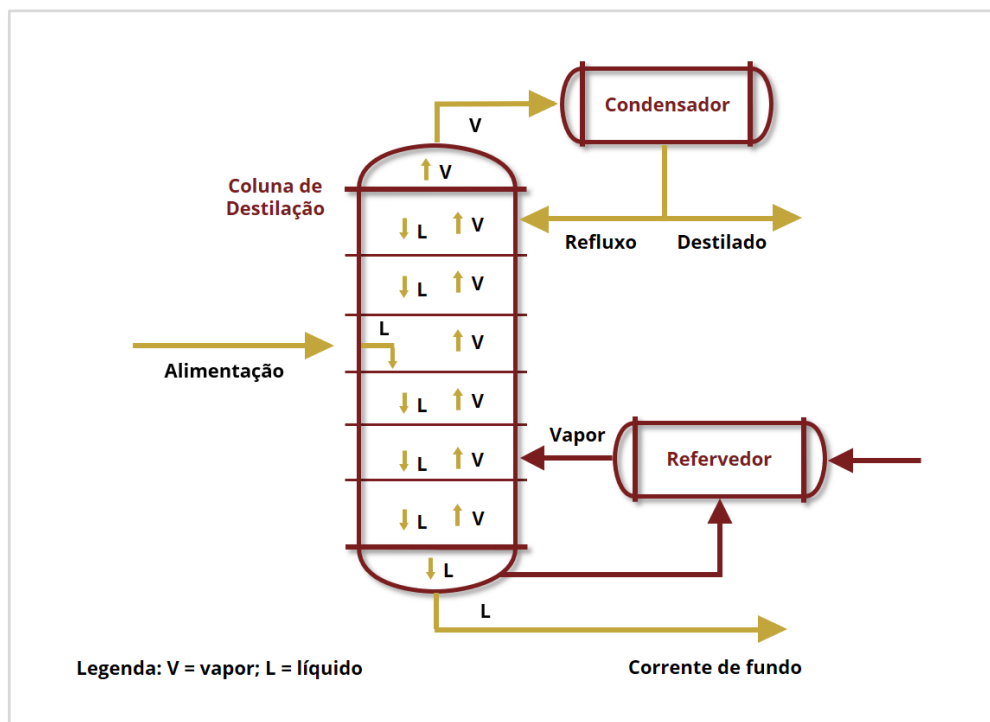 Condensador
V
V
Coluna de
Destilação
L
V
Refluxo
Destilado
L
V
L
V
Alimentação
L
V
Vapor
Refervedor
L
V
L
V
L
L
Legenda: V = vapor; L = líquido
Corrente de fundo